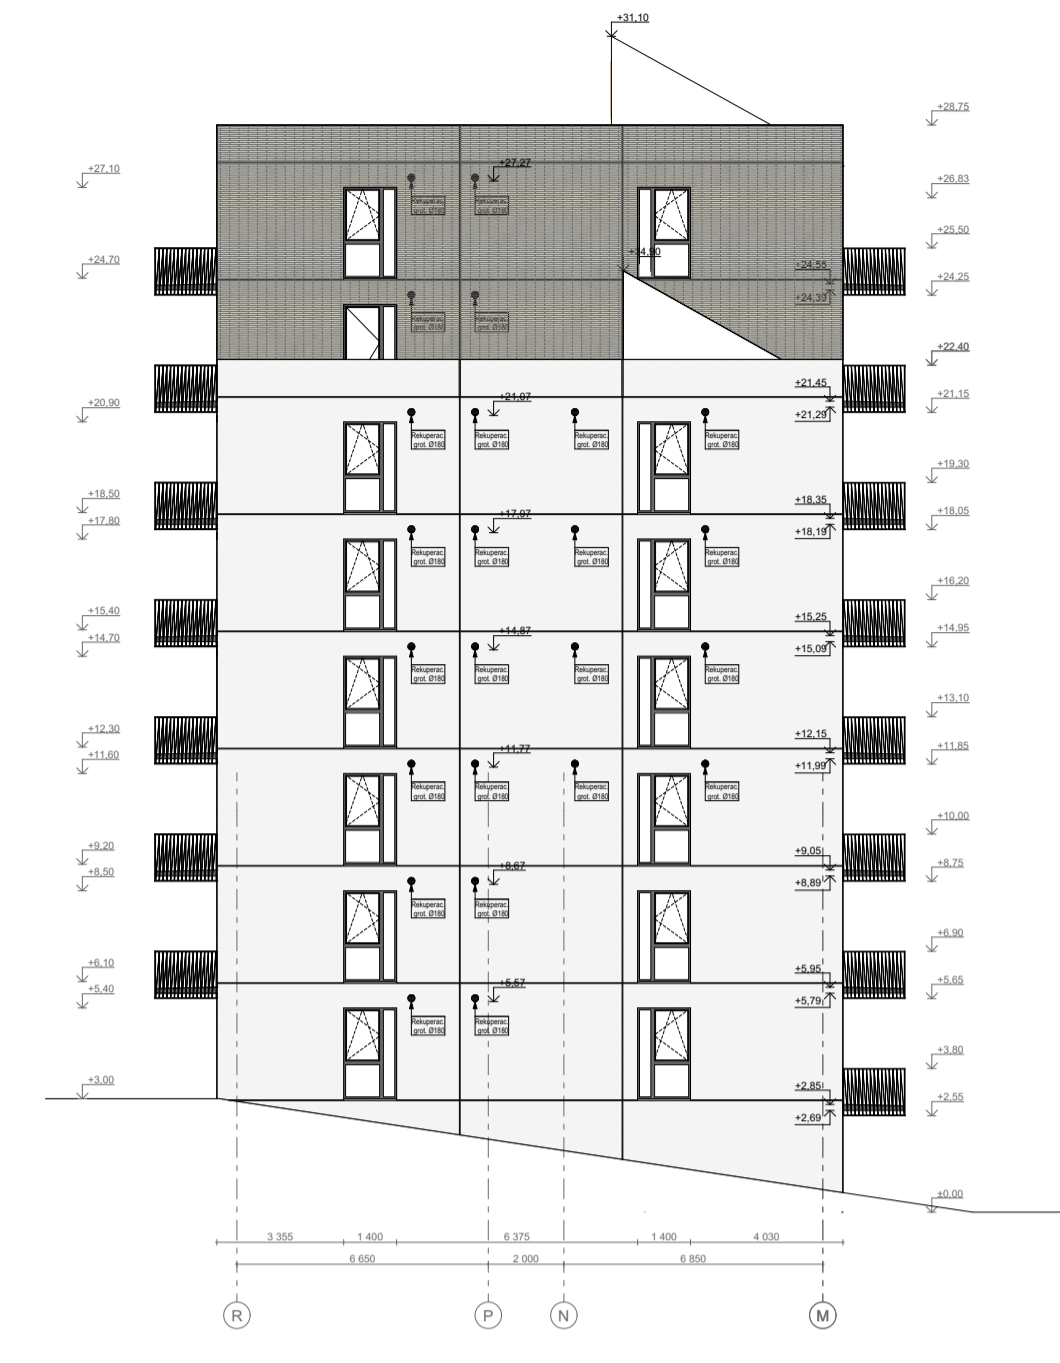 +31,10
+28,75
+27,10
+27,27
+26,83
Rekuperac.
grot. Ø180
Rekuperac.
grot. Ø180
+25,50
+24,90
+24,70
+24,55
+24,25
+24,39
Rekuperac.
grot. Ø180
Rekuperac.
grot. Ø180
+22,40
+21,45
+21,15
+20,90
+21,07
+21,29
Rekuperac.
grot. Ø180
Rekuperac.
grot. Ø180
Rekuperac.
grot. Ø180
Rekuperac.
grot. Ø180
+19,30
+18,50
+18,35
+18,05
+17,80
+17,97
+18,19
Rekuperac.
grot. Ø180
Rekuperac.
grot. Ø180
Rekuperac.
grot. Ø180
Rekuperac.
grot. Ø180
+16,20
+15,40
+15,25
+14,95
+14,70
+14,87
+15,09
Rekuperac.
grot. Ø180
Rekuperac.
grot. Ø180
Rekuperac.
grot. Ø180
Rekuperac.
grot. Ø180
+13,10
+12,30
+12,15
+11,85
+11,60
+11,77
+11,99
Rekuperac.
grot. Ø180
Rekuperac.
grot. Ø180
Rekuperac.
grot. Ø180
Rekuperac.
grot. Ø180
+10,00
+9,20
+9,05
+8,75
+8,50
+8,67
+8,89
Rekuperac.
grot. Ø180
Rekuperac.
grot. Ø180
+6,90
+6,10
+5,95
+5,65
+5,40
+5,57
+5,79
Rekuperac.
grot. Ø180
Rekuperac.
grot. Ø180
+3,80
+3,00
+2,85
+2,55
+2,69
±0,00
3 355 1 400 6 375 1 400 4 030
6 650 2 000 6 850
R P N M